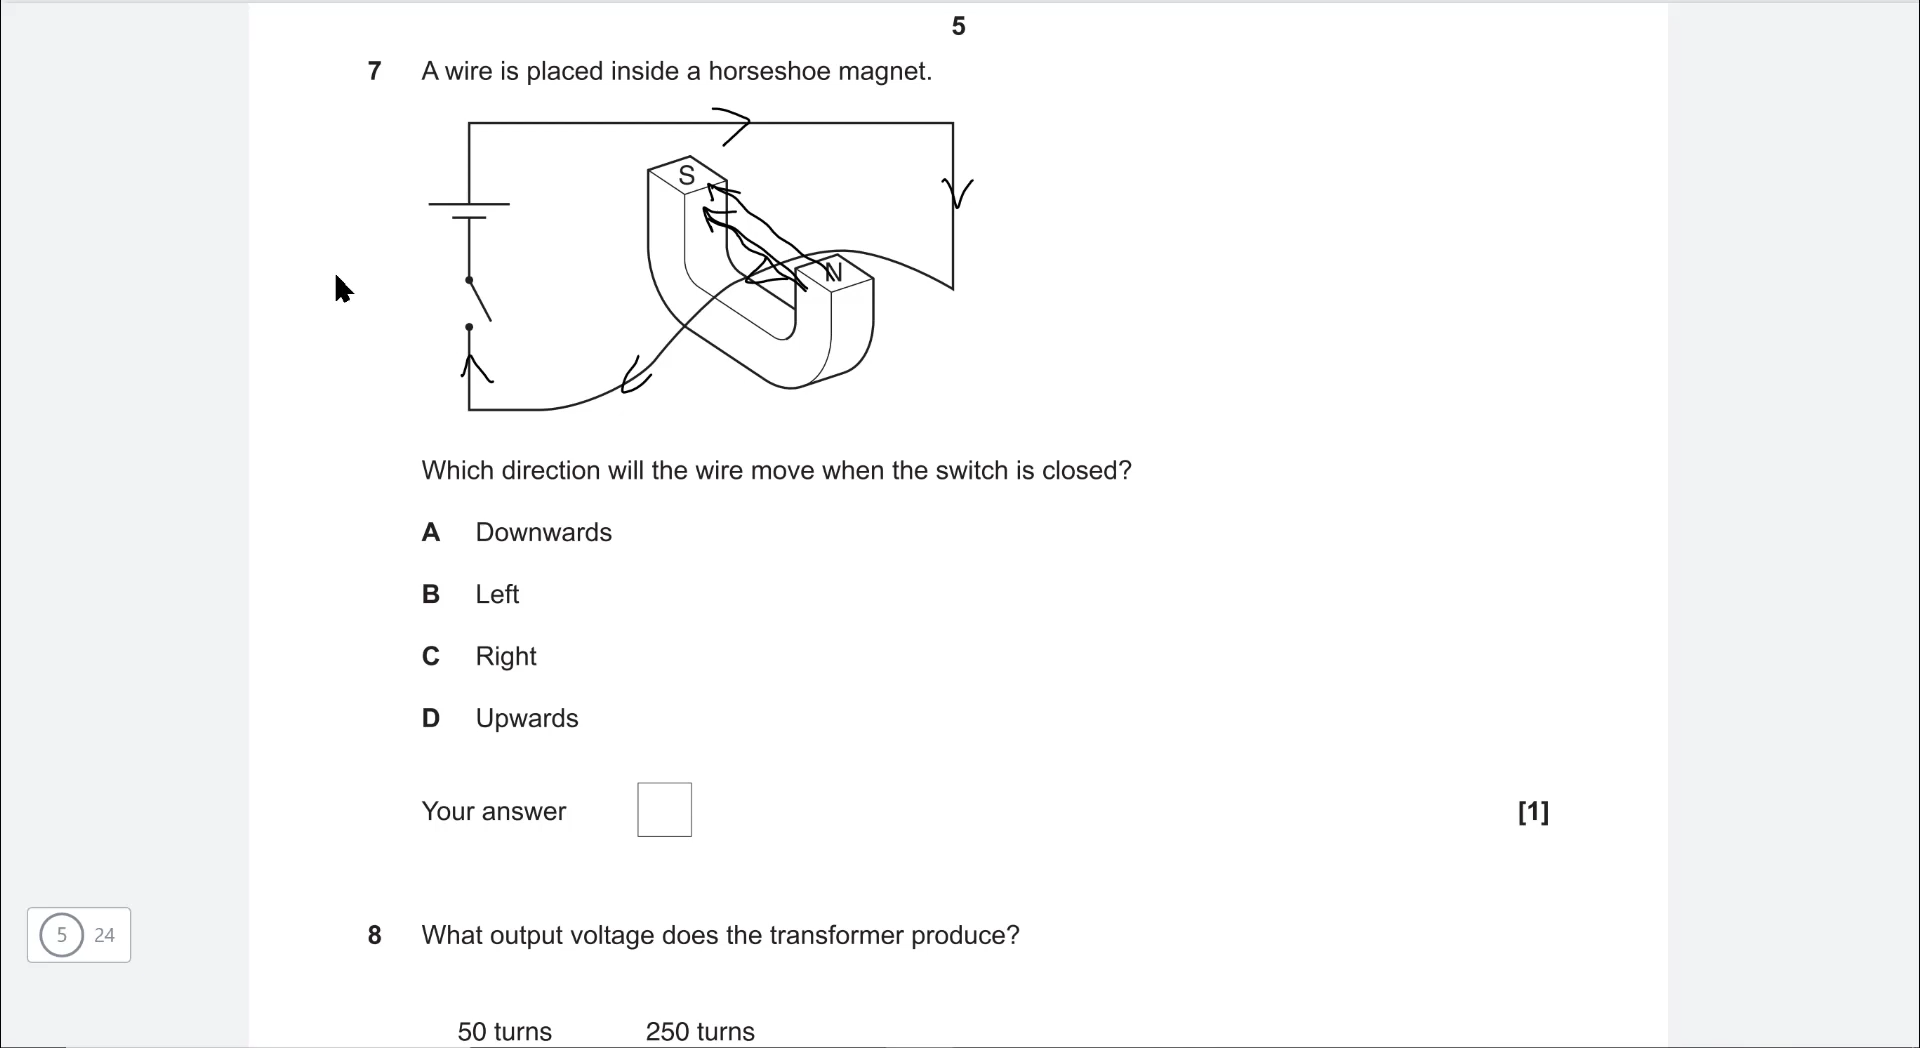 5
7 A wire is placed inside a horseshoe magnet.
S
N
Which direction will the wire move when the switch is closed?
A Downwards
B Left
C Right
D Upwards
Your answer
[1]
5 24
8 What output voltage does the transformer produce?
50 turns 250 turns